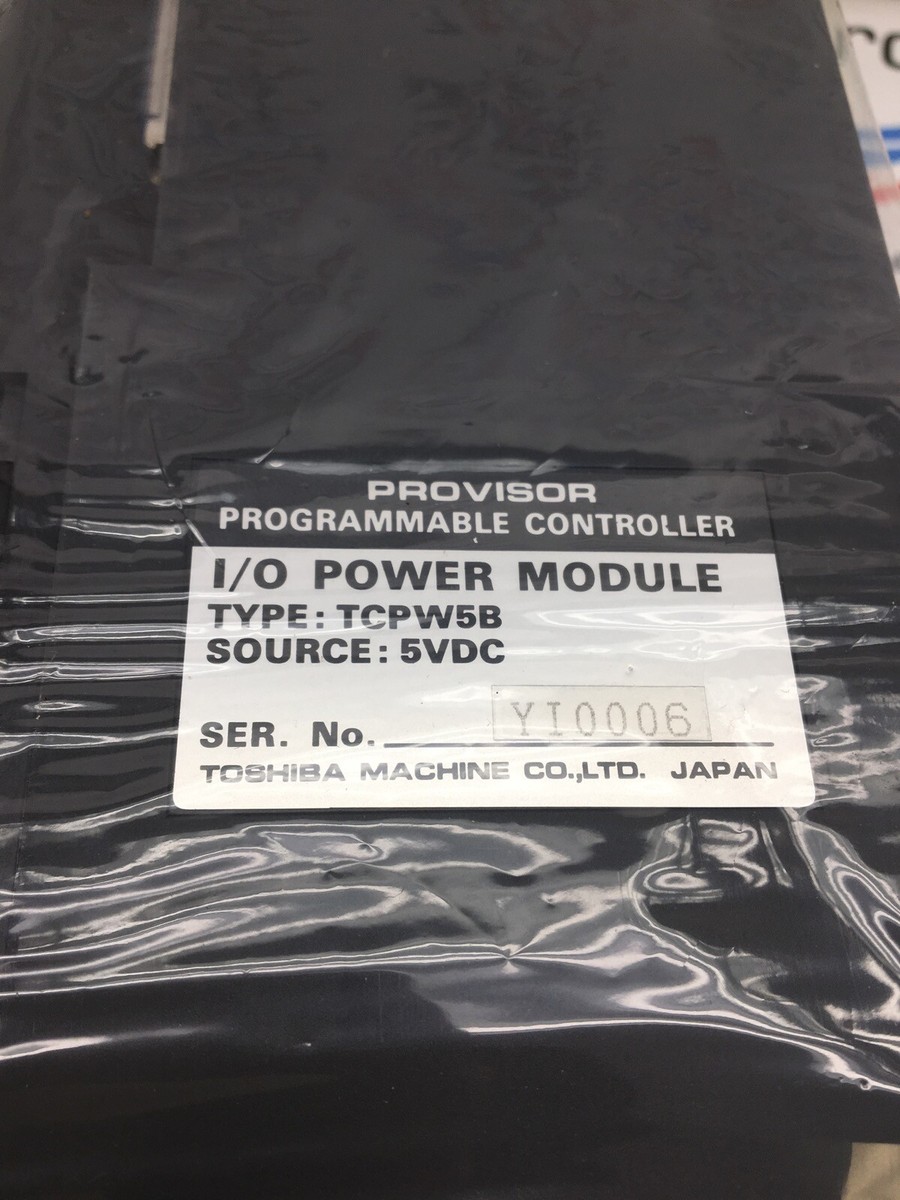 PROVISOR
PROGRAMMABLE CONTROLLER
I/O POWER MODULE
TYPE: TCPW5B
SOURCE: 5VDC
SER. No. YI0006
TOSHIBA MACHINE CO.,LTD. JAPAN